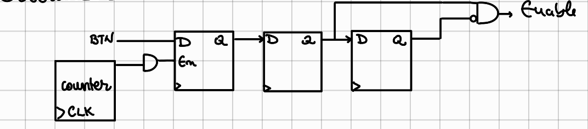 Enable
BTN
D Q
D Q
D Q
En
counter
CLK